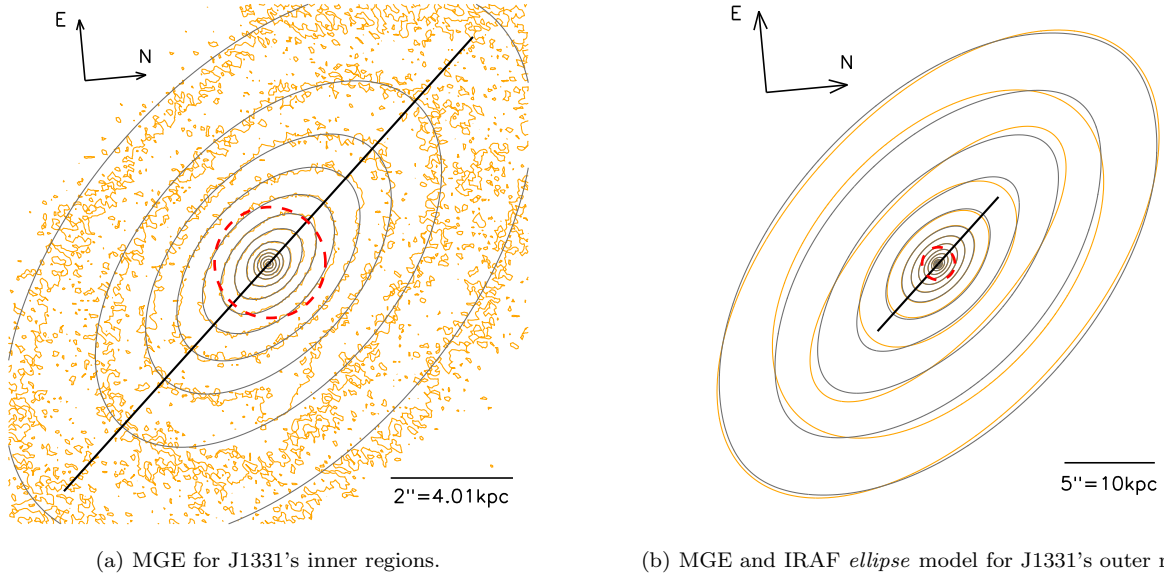 E
N
2"=4.01kpc
(a) MGE for J1331's inner regions.
E
N
5"=10kpc
(b) MGE and IRAF ellipse model for J1331's outer